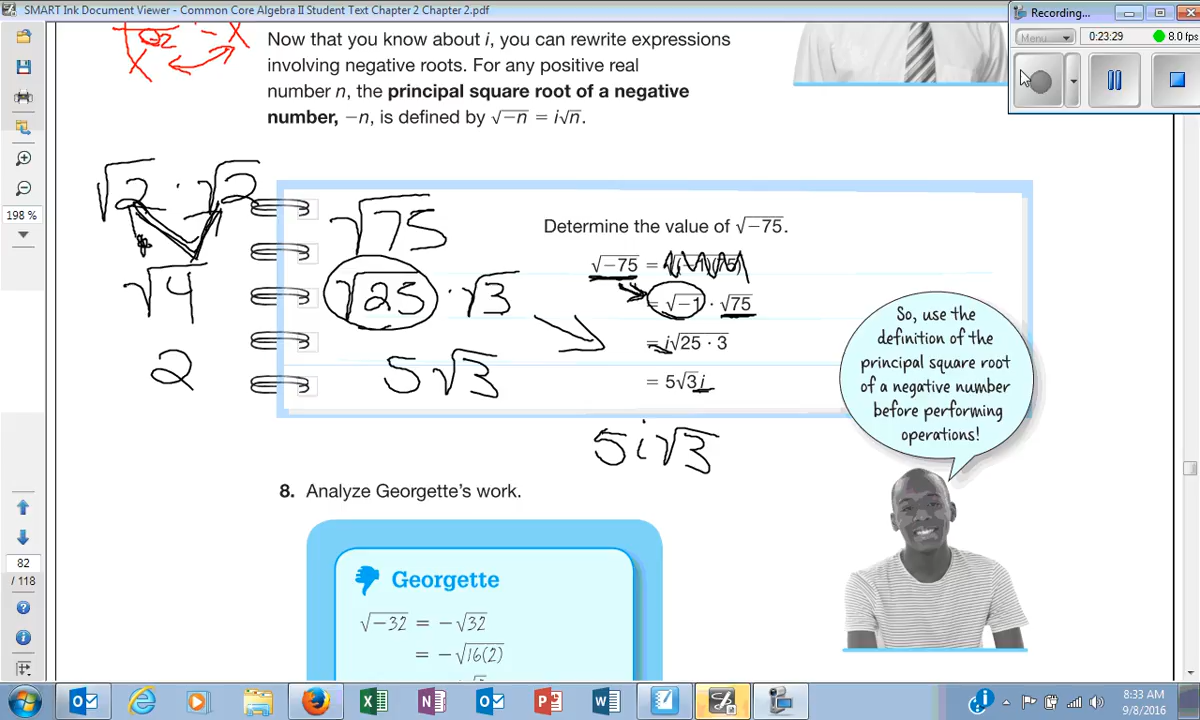 SMART Ink Document Viewer - Common Core Algebra II Student Text Chapter 2 Chapter 2.pdf
Recording...
Menu
0:23:29
8.0 fps
Now that you know about i, you can rewrite expressions
involving negative roots. For any positive real
number n, the principal square root of a negative
number, −n, is defined by √−n = i√n.
198 %
√2 · √2
√4
2
√75
√25 · √3
5√3
Determine the value of √−75.
√−75 =
= √−1 · √75
= i√25 · 3
= 5√3i
5i√3
So, use the
definition of the
principal square root
of a negative number
before performing
operations!
8. Analyze Georgette's work.
Georgette
√−32 = −√32
= −√16(2)
82
/ 118
8:33 AM
9/8/2016